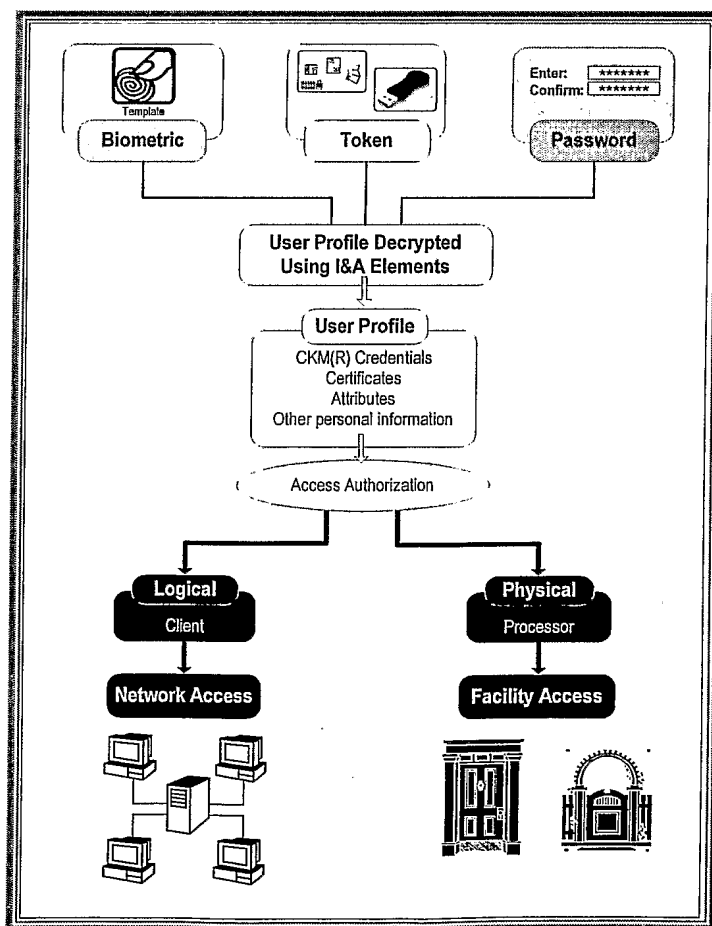 Template
Biometric
Token
Enter: *******
Confirm: *******
Password
User Profile Decrypted
Using I&A Elements
User Profile
CKM(R) Credentials
Certificates
Attributes
Other personal information
Access Authorization
Logical
Client
Physical
Processor
Network Access
Facility Access